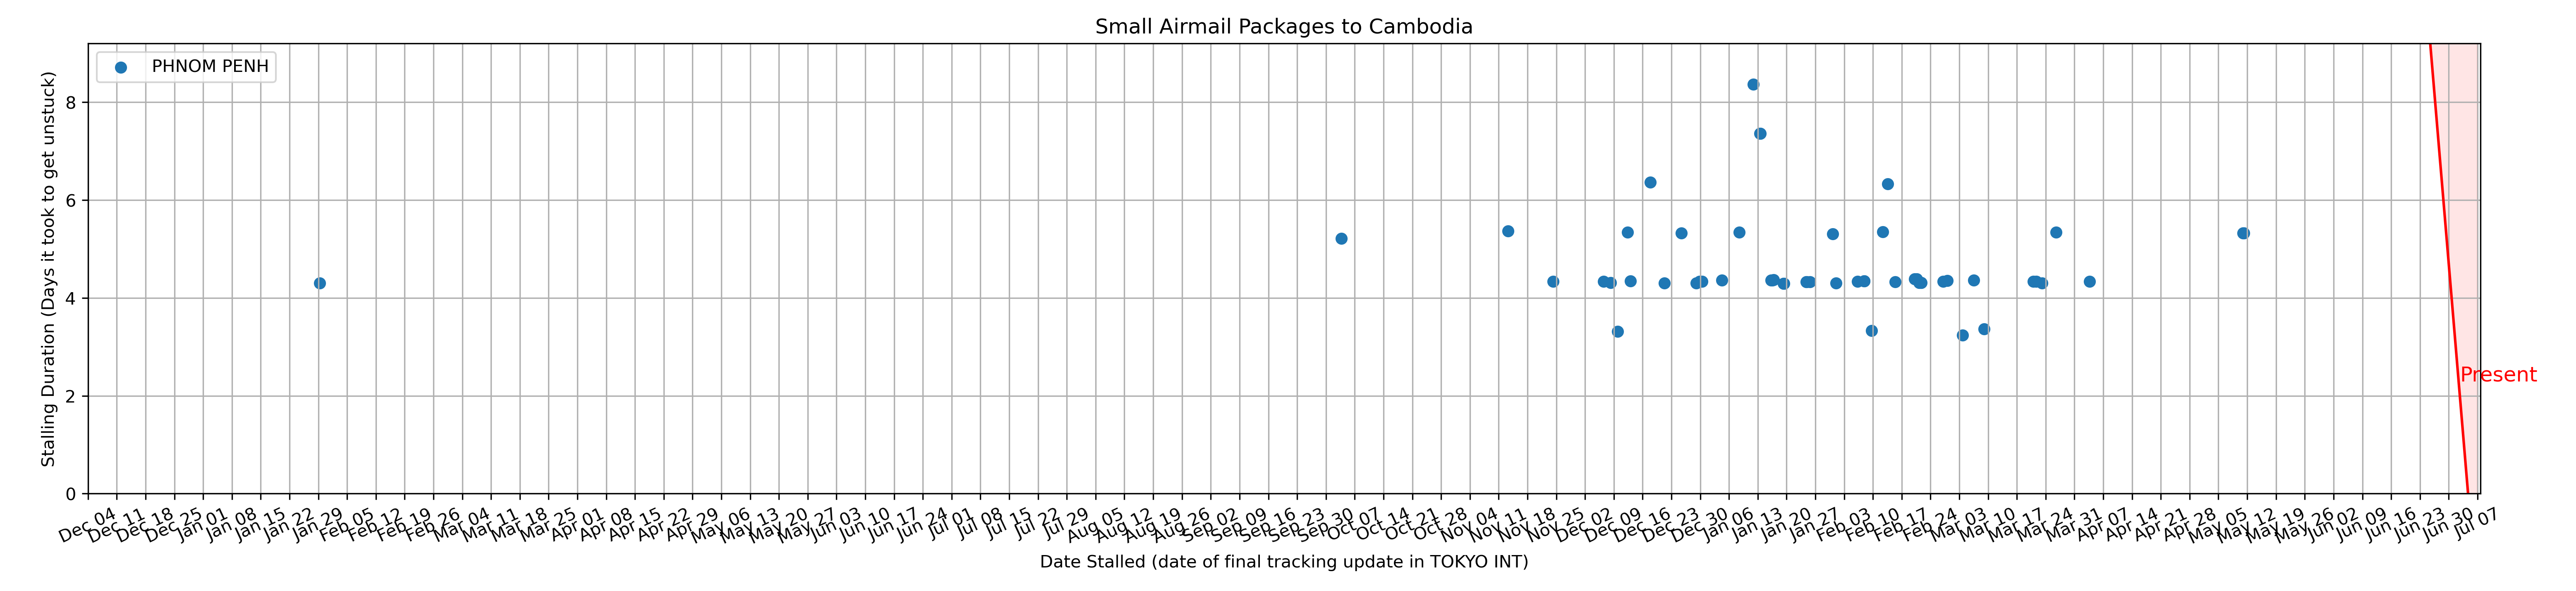 Small Airmail Packages to Cambodia
PHNOM PENH
Stalling Duration (Days it took to get unstuck)
8
6
4
2
0
Present
Dec 04
Dec 11
Dec 18
Dec 25
Jan 01
Jan 08
Jan 15
Jan 22
Jan 29
Feb 05
Feb 12
Feb 19
Feb 26
Mar 04
Mar 11
Mar 18
Mar 25
Apr 01
Apr 08
Apr 15
Apr 22
Apr 29
May 06
May 13
May 20
May 27
Jun 03
Jun 10
Jun 17
Jun 24
Jul 01
Jul 08
Jul 15
Jul 22
Jul 29
Aug 05
Aug 12
Aug 19
Aug 26
Sep 02
Sep 09
Sep 16
Sep 23
Sep 30
Oct 07
Oct 14
Oct 21
Oct 28
Nov 04
Nov 11
Nov 18
Nov 25
Dec 02
Dec 09
Dec 16
Dec 23
Dec 30
Jan 06
Jan 13
Jan 20
Jan 27
Feb 03
Feb 10
Feb 17
Feb 24
Mar 03
Mar 10
Mar 17
Mar 24
Mar 31
Apr 07
Apr 14
Apr 21
Apr 28
May 05
May 12
May 19
May 26
Jun 02
Jun 09
Jun 16
Jun 23
Jun 30
Jul 07
Date Stalled (date of final tracking update in TOKYO INT)